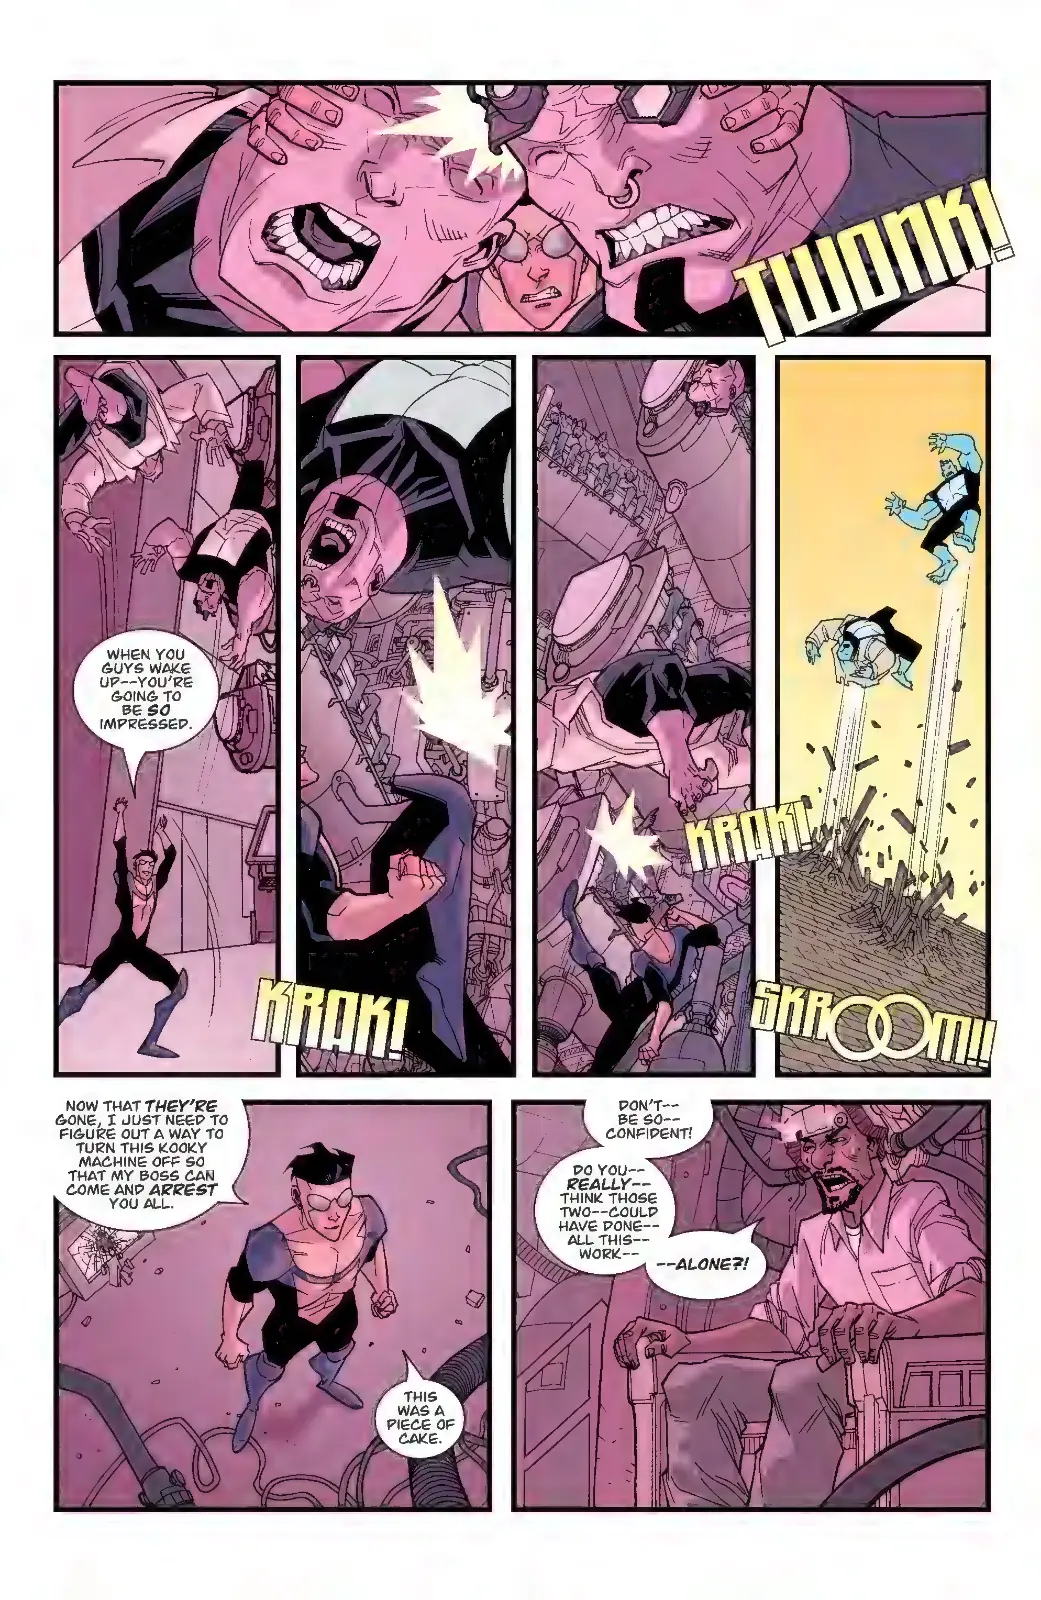 TWONK!
WHEN YOU
GUYS WAKE
UP--YOU'RE
GOING TO
BE SO
IMPRESSED.
KRAK!
KRAK!
SKROOOM!!
NOW THAT THEY'RE
GONE, I JUST NEED TO
FIGURE OUT A WAY TO
TURN THIS KOOKY
MACHINE OFF SO
THAT MY BOSS CAN
COME AND ARREST
YOU ALL.
THIS
WAS A
PIECE OF
CAKE.
DON'T--
BE SO--
CONFIDENT!
DO YOU--
REALLY--
THINK THOSE
TWO--COULD
HAVE DONE--
ALL THIS--
WORK--
--ALONE?!